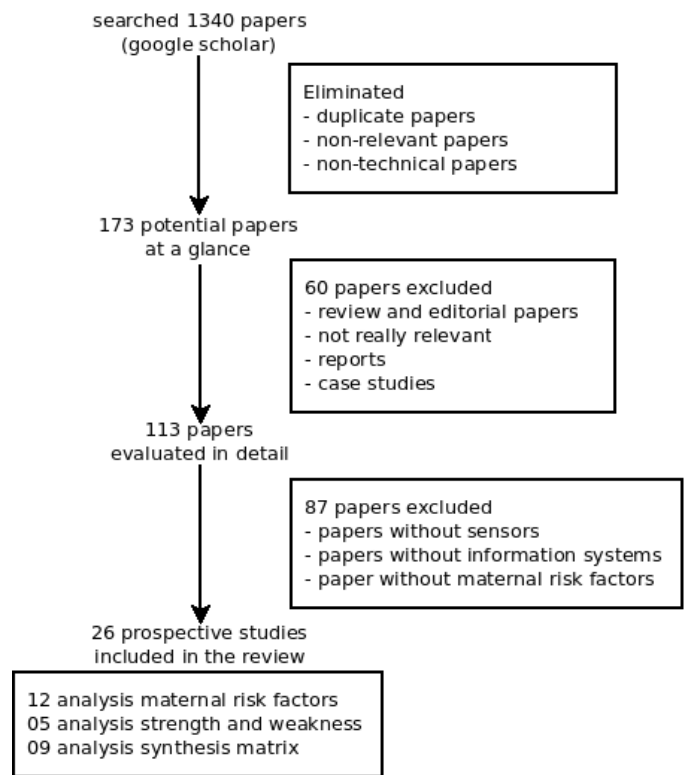 searched 1340 papers
(google scholar)
Eliminated
- duplicate papers
- non-relevant papers
- non-technical papers
173 potential papers
at a glance
60 papers excluded
- review and editorial papers
- not really relevant
- reports
- case studies
113 papers
evaluated in detail
87 papers excluded
- papers without sensors
- papers without information systems
- paper without maternal risk factors
26 prospective studies
included in the review
12 analysis maternal risk factors
05 analysis strength and weakness
09 analysis synthesis matrix